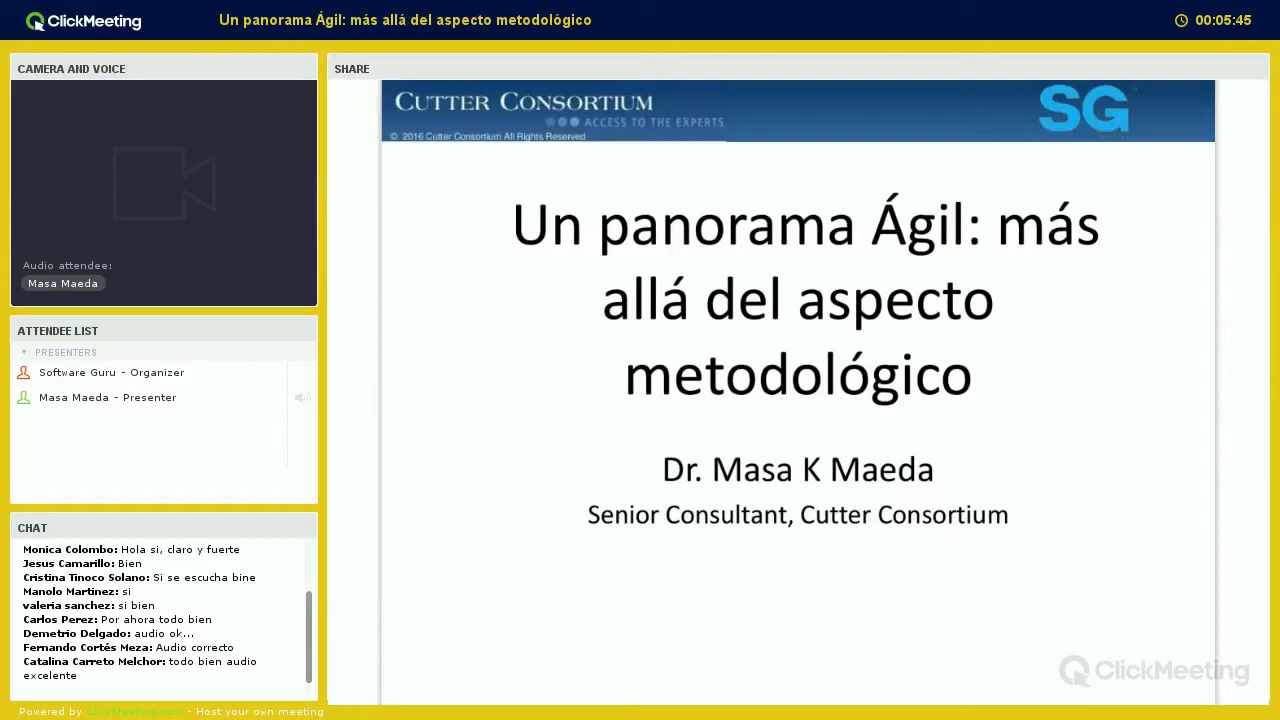 ClickMeeting
Un panorama Ágil: más allá del aspecto metodológico
00:05:45
CAMERA AND VOICE
Audio attendee:
Masa Maeda
ATTENDEE LIST
PRESENTERS
Software Guru - Organizer
Masa Maeda - Presenter
CHAT
Monica Colombo: Hola si, claro y fuerte
Jesus Camarillo: Bien
Cristina Tinoco Solano: Si se escucha bine
Manolo Martinez: si
valeria sanchez: si bien
Carlos Perez: Por ahora todo bien
Demetrio Delgado: audio ok...
Fernando Cortés Meza: Audio correcto
Catalina Carreto Melchor: todo bien audio
excelente
Powered by ClickMeeting.com - Host your own meeting
SHARE
CUTTER CONSORTIUM
ACCESS TO THE EXPERTS
© 2016 Cutter Consortium All Rights Reserved
SG
Un panorama Ágil: más
allá del aspecto
metodológico
Dr. Masa K Maeda
Senior Consultant, Cutter Consortium
ClickMeeting